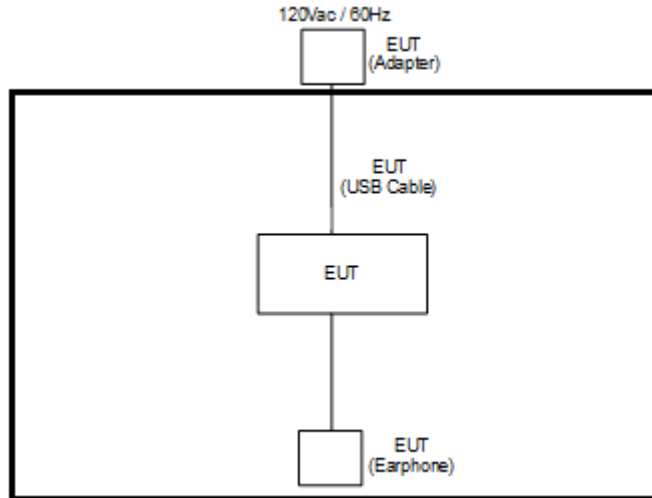 120Vac / 60Hz
EUT
(Adapter)
EUT
(USB Cable)
EUT
EUT
(Earphone)